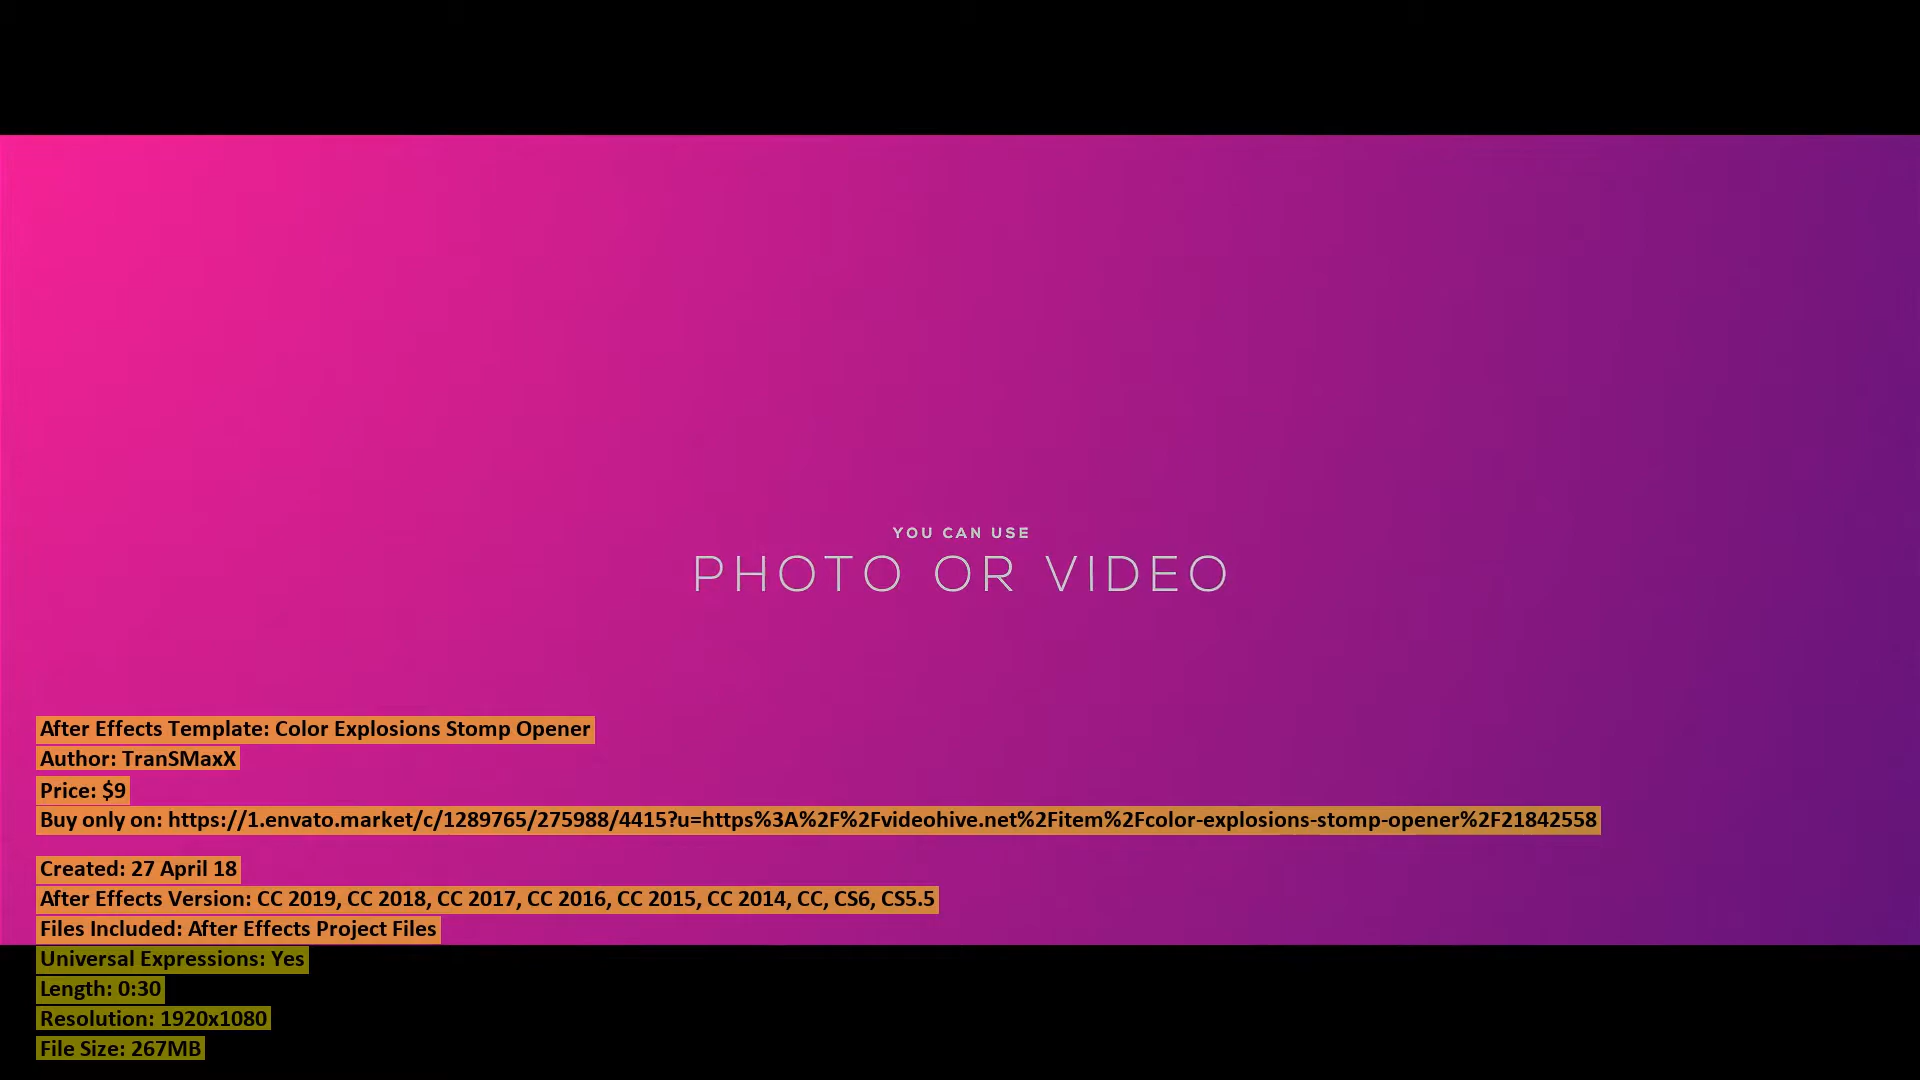 YOU CAN USE
PHOTO OR VIDEO
After Effects Template: Color Explosions Stomp Opener
Author: TranSMaxX
Price: $9
Buy only on: https://1.envato.market/c/1289765/275988/4415?u=https%3A%2F%2Fvideohive.net%2Fitem%2Fcolor-explosions-stomp-opener%2F21842558
Created: 27 April 18
After Effects Version: CC 2019, CC 2018, CC 2017, CC 2016, CC 2015, CC 2014, CC, CS6, CS5.5
Files Included: After Effects Project Files
Universal Expressions: Yes
Length: 0:30
Resolution: 1920x1080
File Size: 267MB